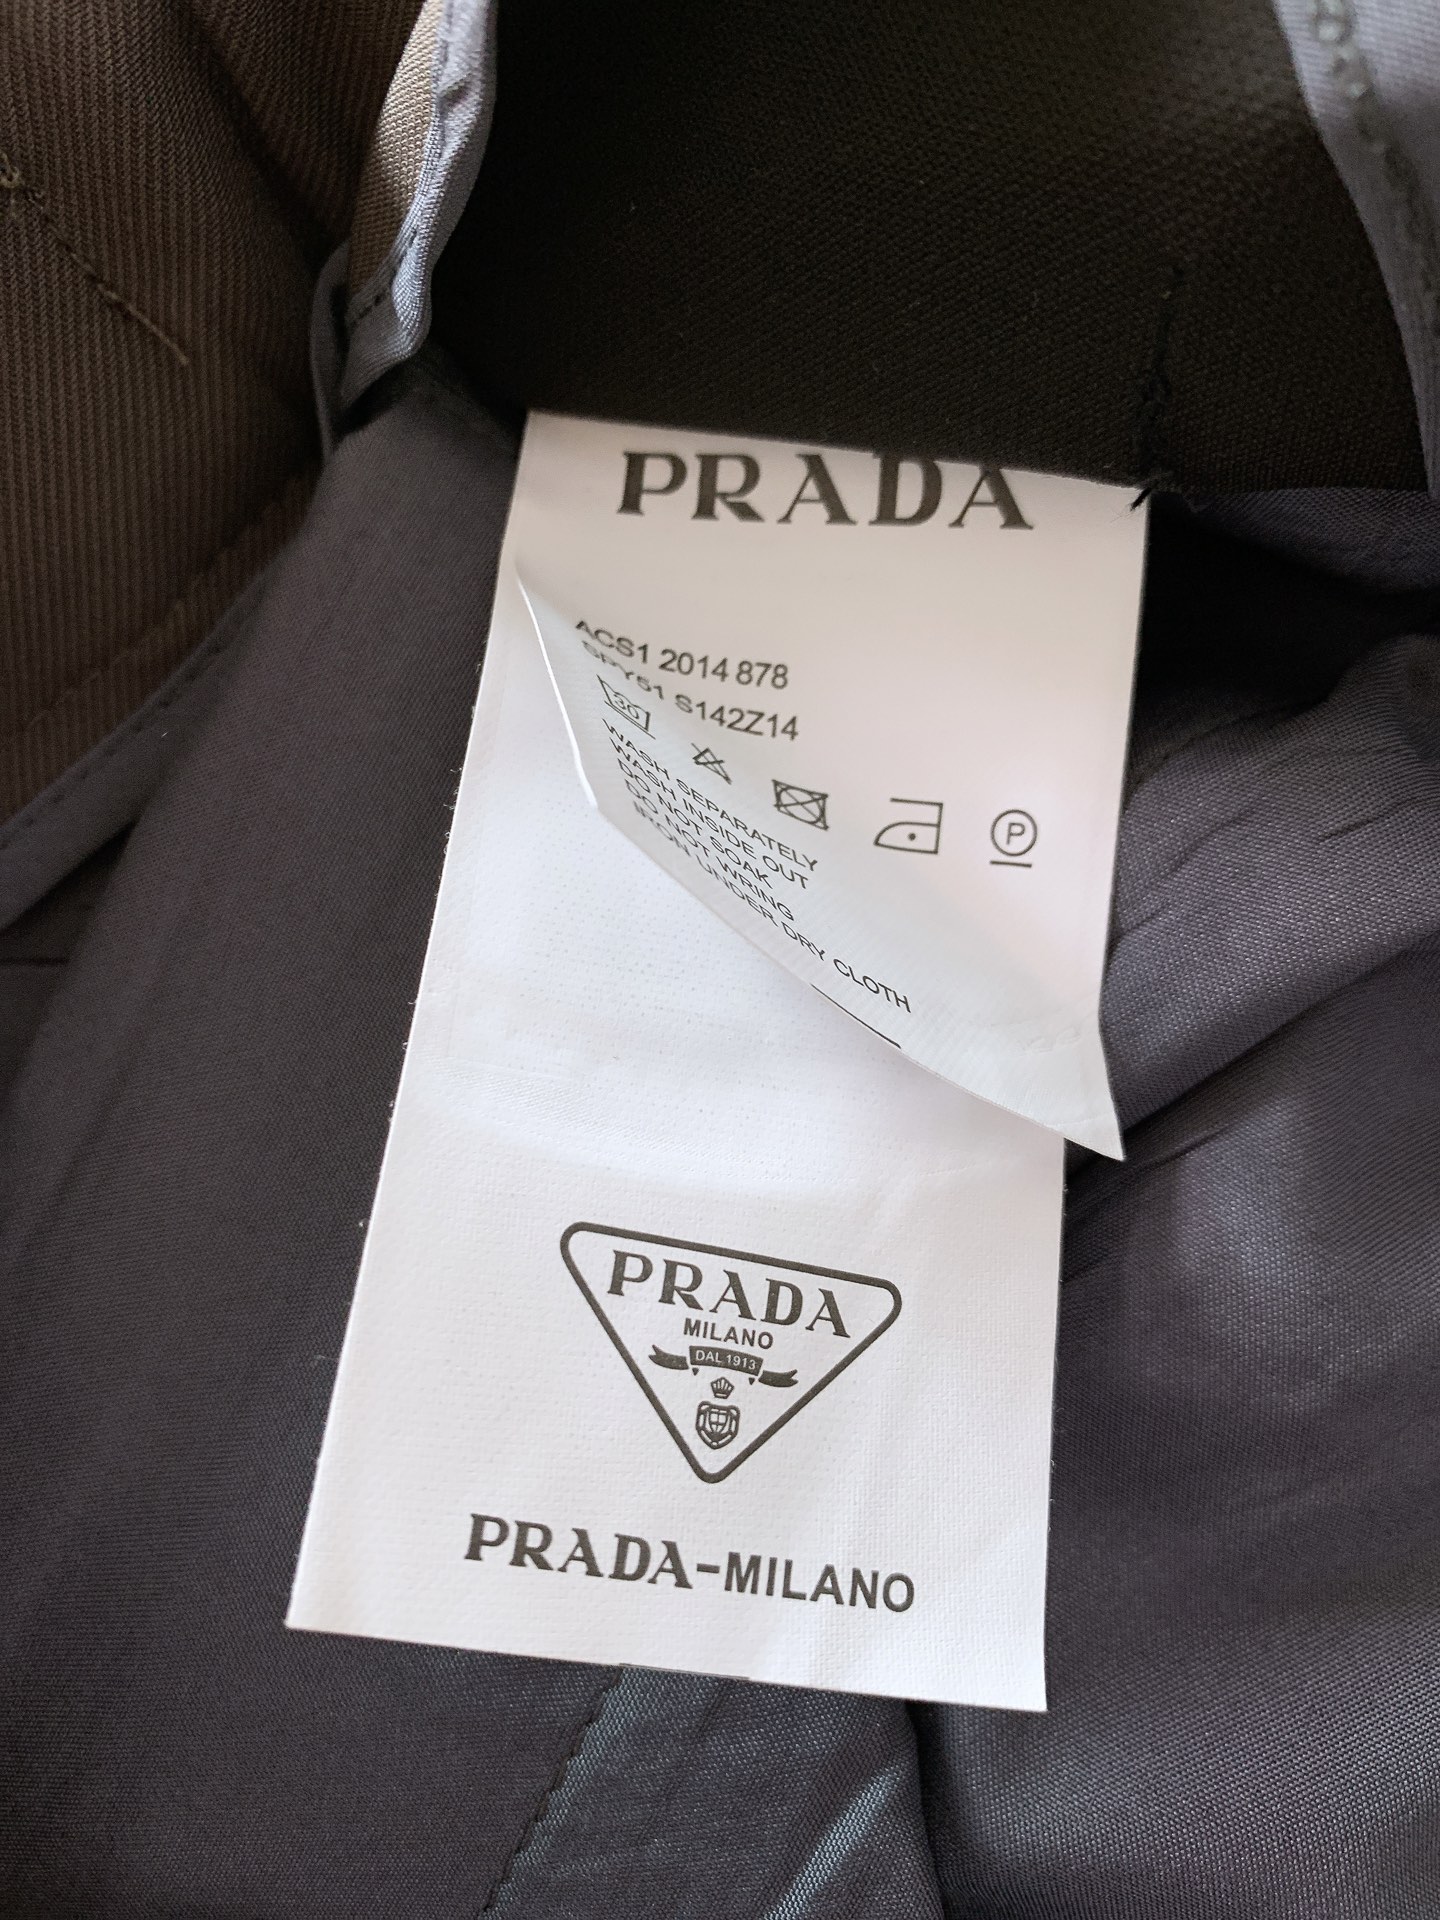 PRADA
ACS1 2014 878
SPY51 S142Z14
30
P
WASH SEPARATELY
WASH INSIDE OUT
DO NOT SOAK
DO NOT WRING
IRON UNDER DRY CLOTH
PRADA
MILANO
DAL 1913
PRADA-MILANO